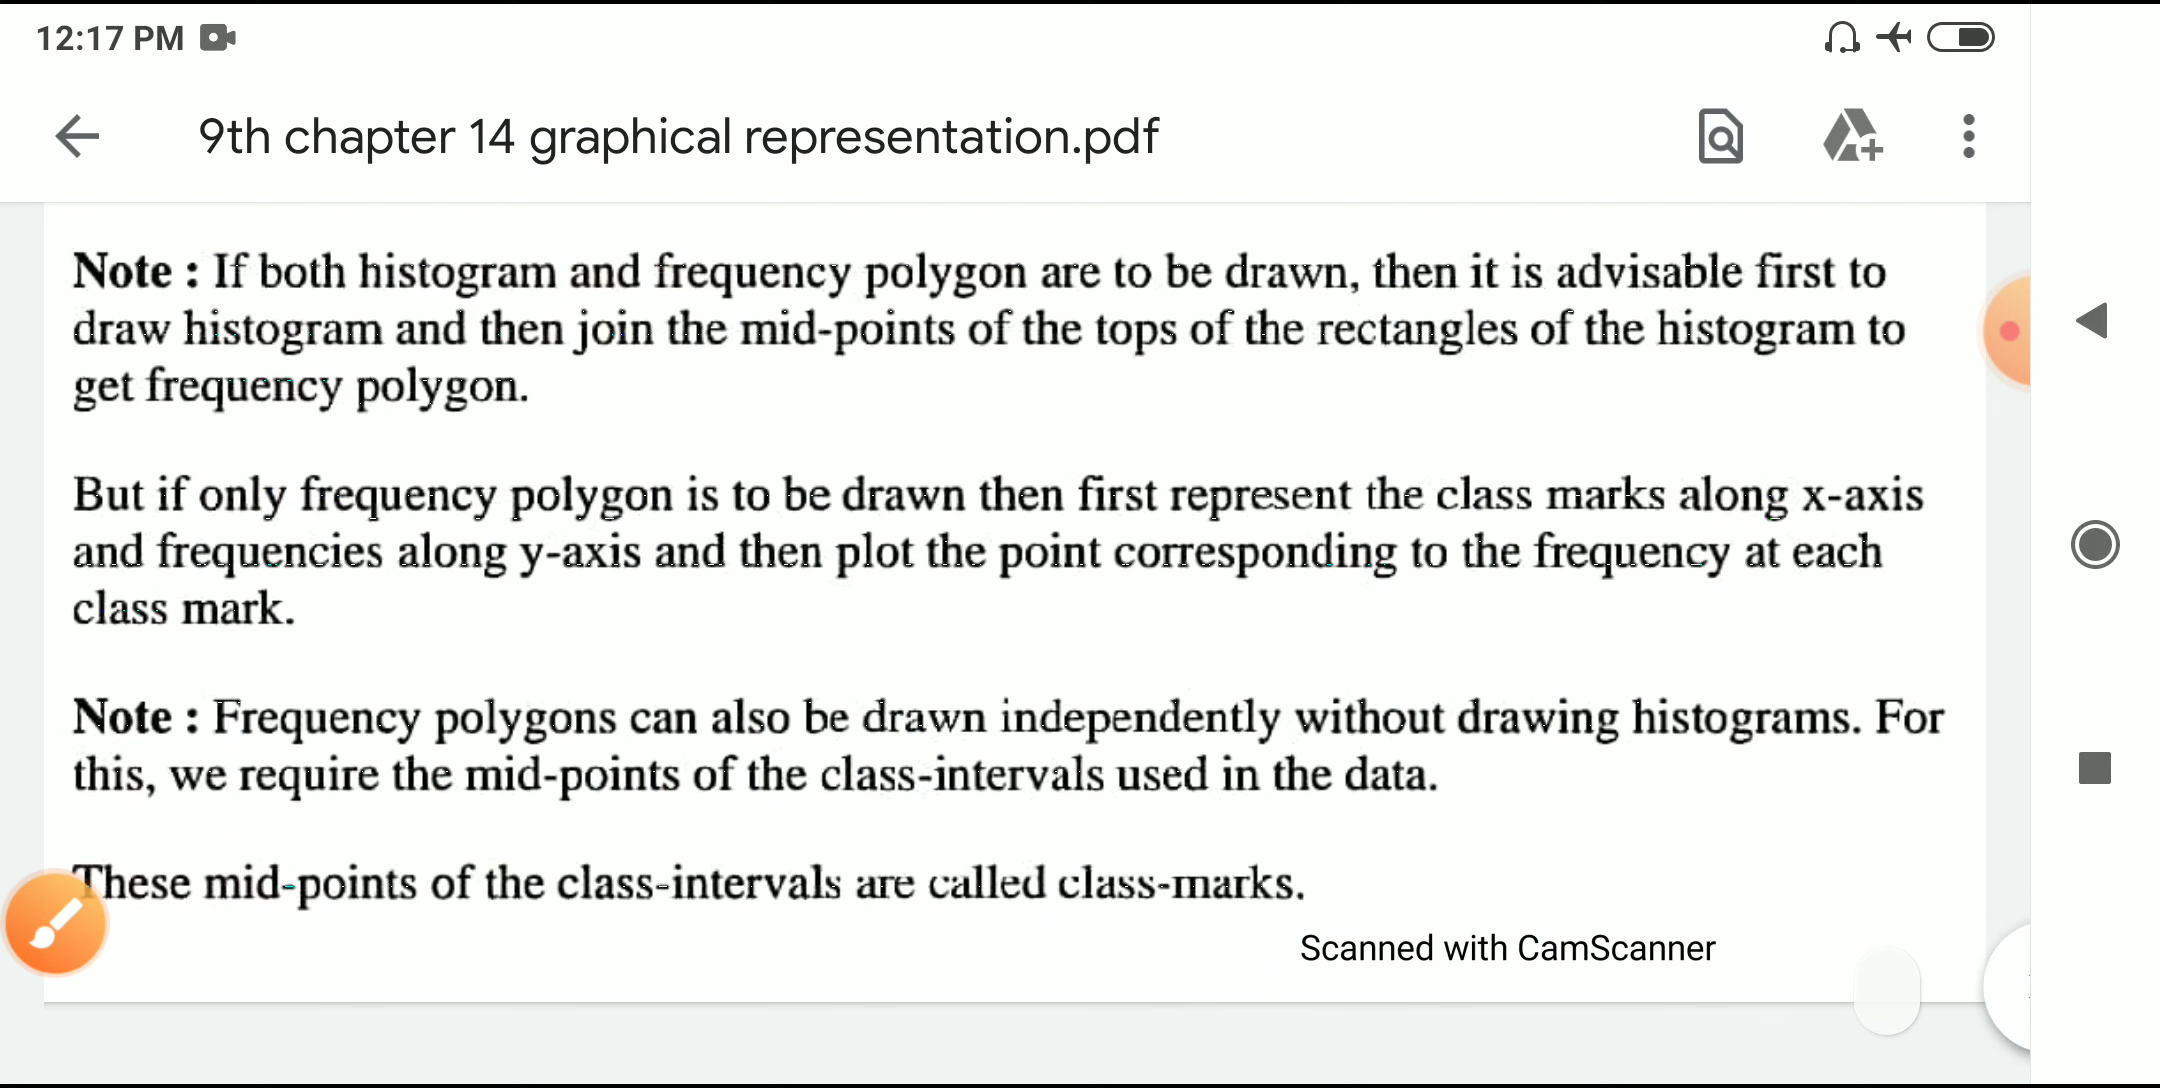 12:17 PM
9th chapter 14 graphical representation.pdf
Note : If both histogram and frequency polygon are to be drawn, then it is advisable first to
draw histogram and then join the mid-points of the tops of the rectangles of the histogram to
get frequency polygon.
But if only frequency polygon is to be drawn then first represent the class marks along x-axis
and frequencies along y-axis and then plot the point corresponding to the frequency at each
class mark.
Note : Frequency polygons can also be drawn independently without drawing histograms. For
this, we require the mid-points of the class-intervals used in the data.
These mid-points of the class-intervals are called class-marks.
Scanned with CamScanner